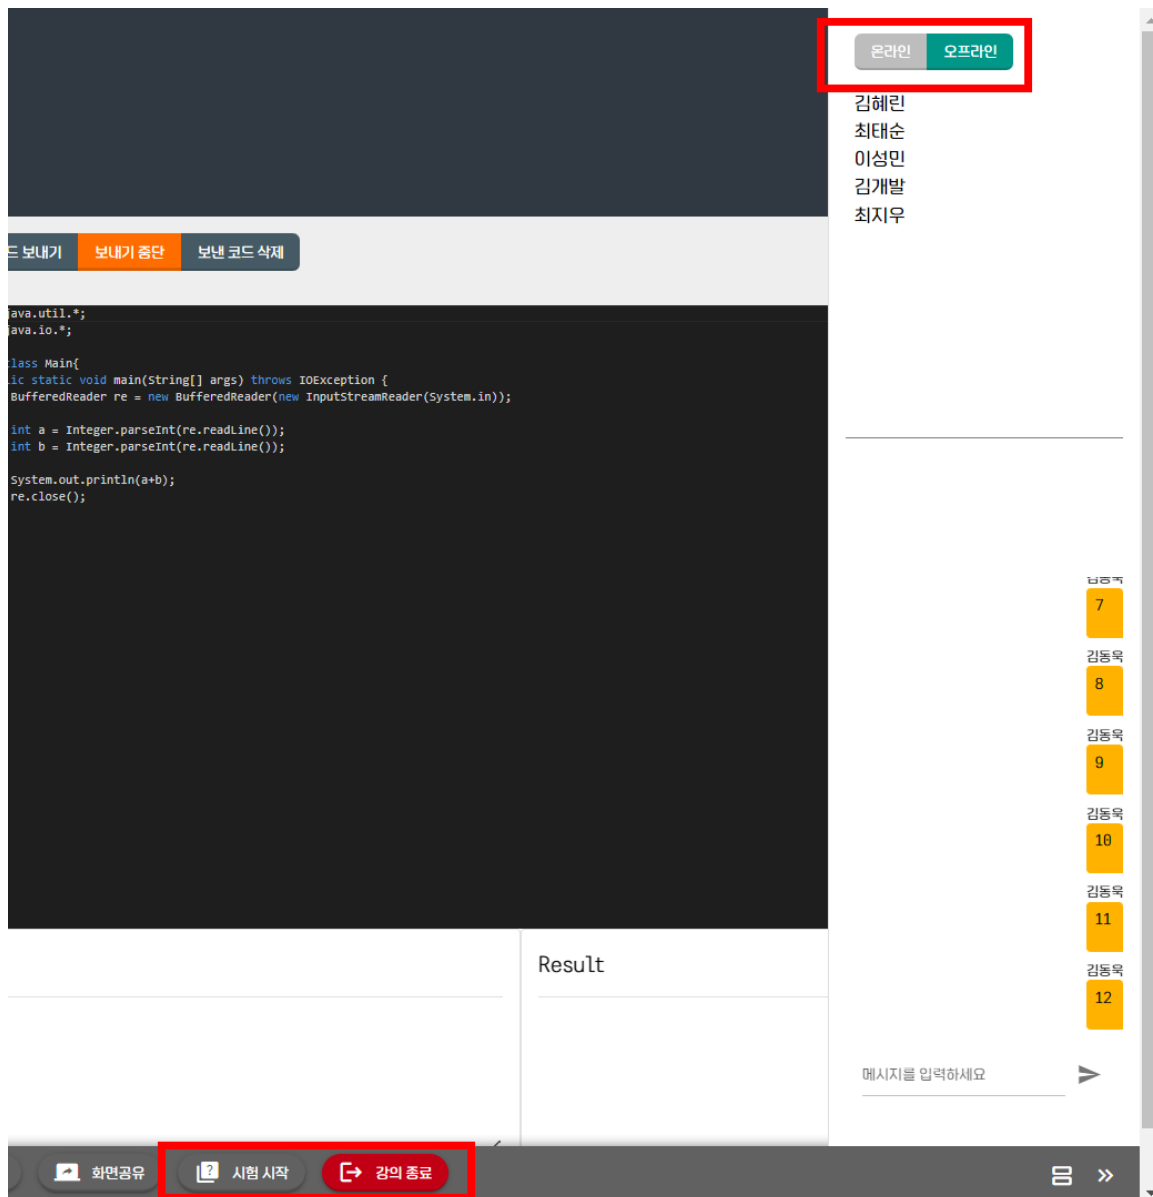 온라인 오프라인
김혜린
최태순
이성민
김개발
최지우
드 보내기 보내기 중단 보낸 코드 삭제
java.util.*;
java.io.*;
class Main{
ic static void main(String[] args) throws IOException {
BufferedReader re = new BufferedReader(new InputStreamReader(System.in));
int a = Integer.parseInt(re.readLine());
int b = Integer.parseInt(re.readLine());
System.out.println(a+b);
re.close();
김동욱
7
김동욱
8
김동욱
9
김동욱
10
김동욱
11
김동욱
12
Result
메시지를 입력하세요
화면공유 시험 시작 강의 종료